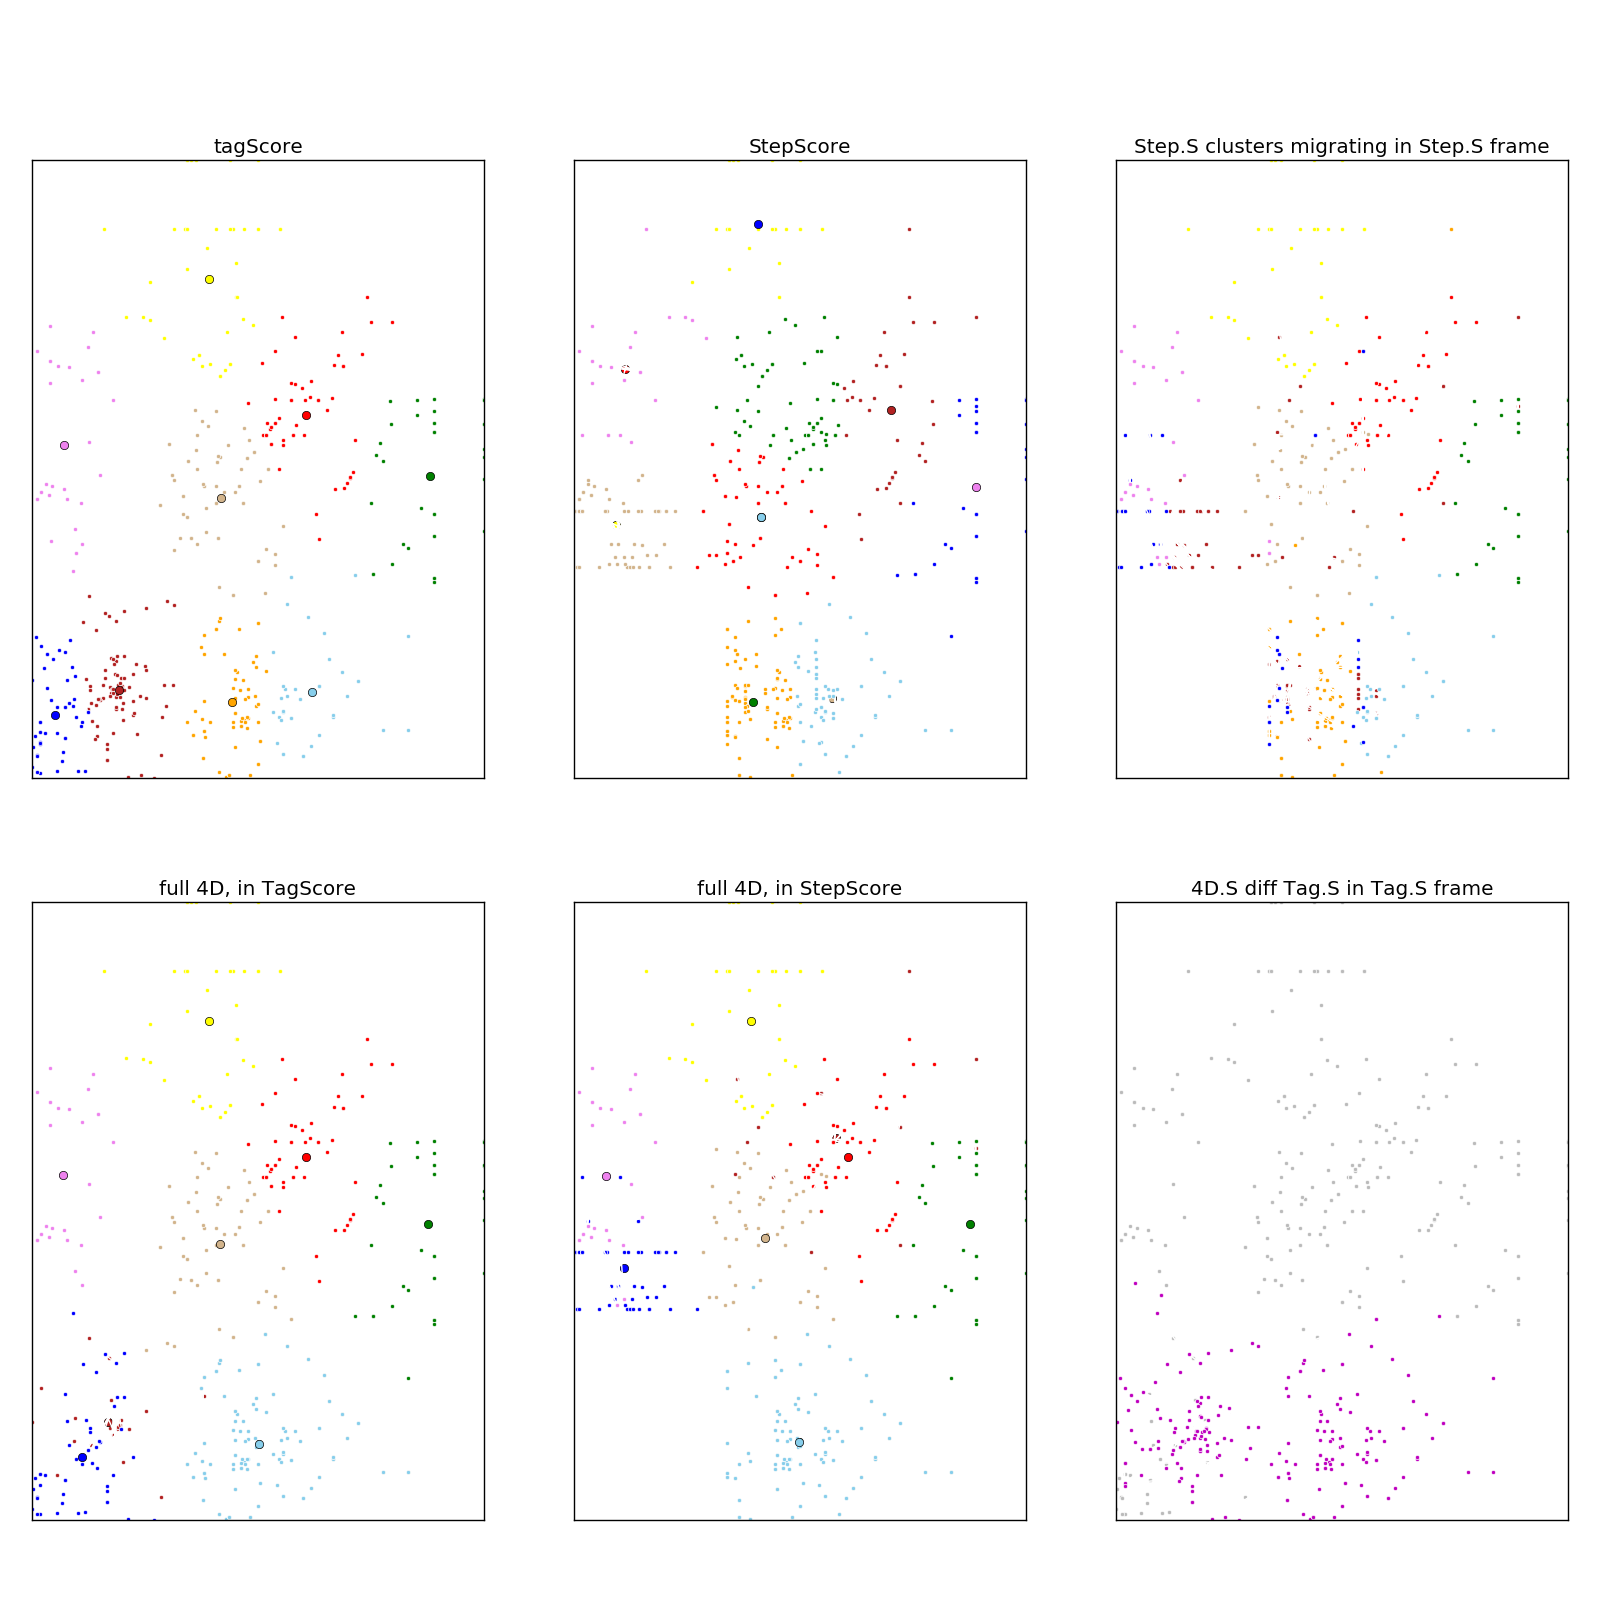 tagScore
StepScore
Step.S clusters migrating in Step.S frame
full 4D, in TagScore
full 4D, in StepScore
4D.S diff Tag.S in Tag.S frame